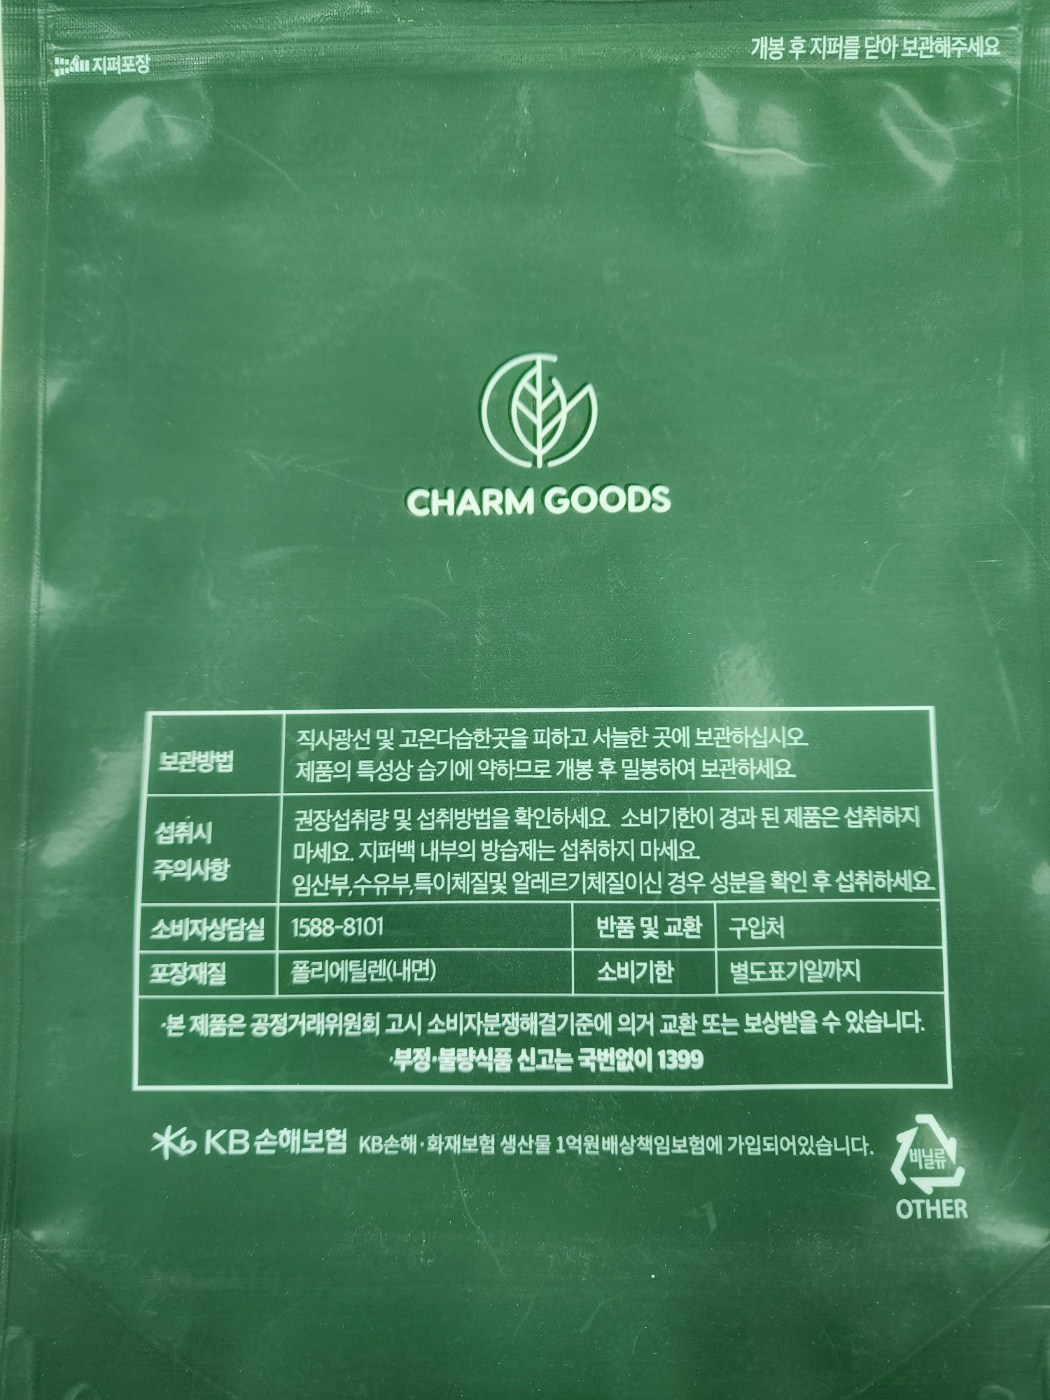 지퍼포장
개봉 후 지퍼를 닫아 보관해주세요
CHARM GOODS
보관방법
직사광선 및 고온다습한곳을 피하고 서늘한 곳에 보관하십시오.
제품의 특성상 습기에 약하므로 개봉 후 밀봉하여 보관하세요.
섭취시
주의사항
권장섭취량 및 섭취방법을 확인하세요. 소비기한이 경과 된 제품은 섭취하지
마세요. 지퍼백 내부의 방습제는 섭취하지 마세요.
임산부,수유부,특이체질및 알레르기체질이신 경우 성분을 확인 후 섭취하세요.
소비자상담실 1588-8101 반품 및 교환 구입처
포장재질 폴리에틸렌(내면) 소비기한 별도표기일까지
·본 제품은 공정거래위원회 고시 소비자분쟁해결기준에 의거 교환 또는 보상받을 수 있습니다.
·부정·불량식품 신고는 국번없이 1399
KB손해보험 KB손해·화재보험 생산물 1억원배상책임보험에 가입되어있습니다.
비닐류
OTHER